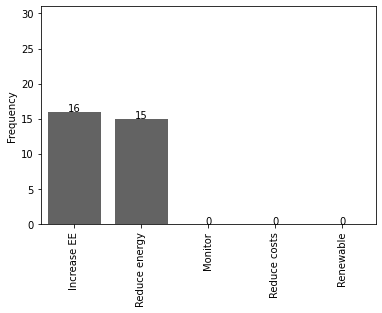 30
25
20
15
10
5
0
Frequency
16
15
0
0
0
Increase EE
Reduce energy
Monitor
Reduce costs
Renewable